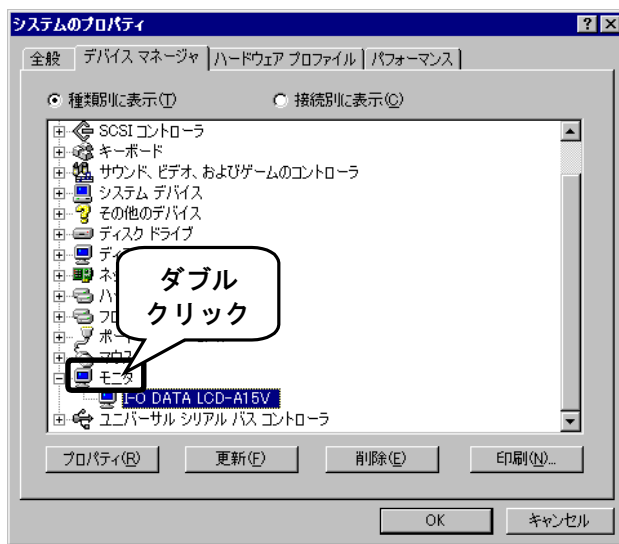 システムのプロパティ
全般 デバイス マネージャ ハードウェア プロファイル パフォーマンス
種類別に表示(T) 接続別に表示(C)
SCSI コントローラ
キーボード
サウンド、ビデオ、およびゲームのコントローラ
システム デバイス
その他のデバイス
ディスク ドライブ
ダブル
クリック
モニタ
I-O DATA LCD-A15V
ユニバーサル シリアル バス コントローラ
プロパティ(R) 更新(F) 削除(E) 印刷(N)...
OK キャンセル